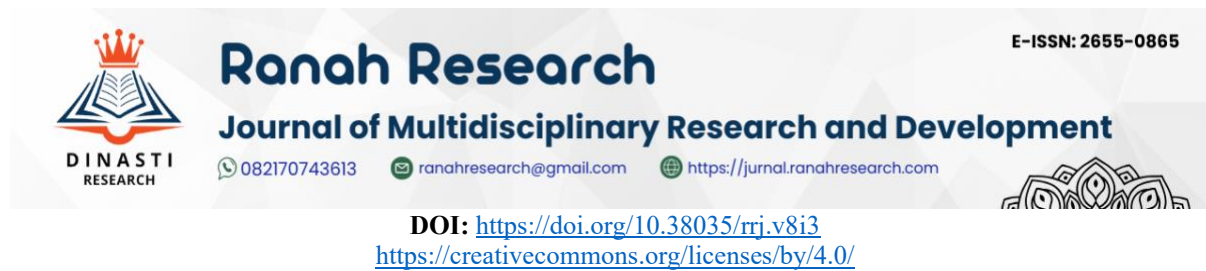 E-ISSN: 2655-0865
Ranah Research
Journal of Multidisciplinary Research and Development
DINASTI
RESEARCH
082170743613 ranahresearch@gmail.com https://jurnal.ranahresearch.com
DOI: https://doi.org/10.38035/rrj.v8i3
https://creativecommons.org/licenses/by/4.0/